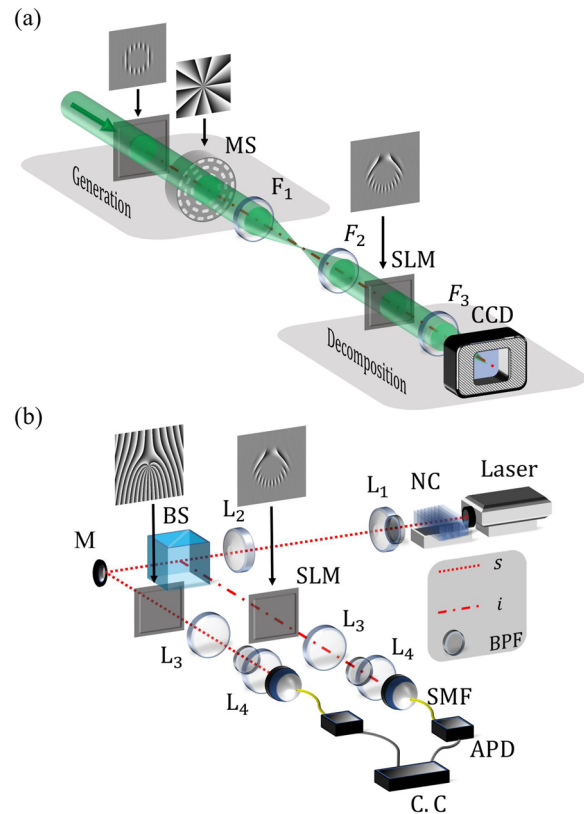 (a)
MS
Generation
F₁
F₂
SLM
F₃
CCD
Decomposition
(b)
Laser
NC
L₁
BS
L₂
M
SLM
s
i
BPF
L₃
L₃
L₄
L₄
SMF
APD
C. C